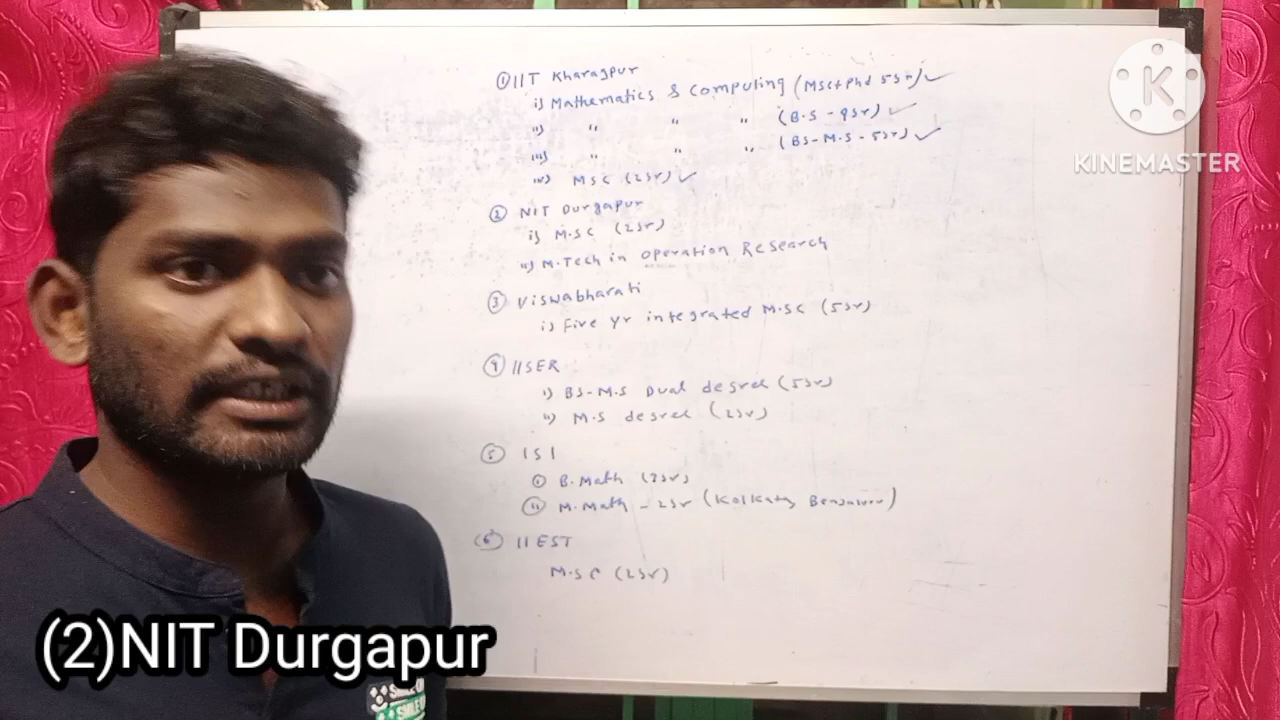 ① IIT Kharagpur
i) Mathematics & Computing (Msc+Phd 5yr) ✓
ii) " " " (B.S - 4yr) ✓
iii) " " " (BS-M.S - 5yr) ✓
iv) MSC (2yr) ✓
② NIT Durgapur
i) M.SC (2yr)
ii) M.Tech in Operation Research
③ Viswabharati
i) Five yr integrated M.SC (5yr)
④ IISER
i) BS-M.S Dual degree (5yr)
ii) M.S degree (2yr)
⑤ ISI
① B.Math (3yr)
ⅱ M.Math - 2yr (Kolkata,
⑥ IIEST
M.SC (2yr)
KINEMASTER
(2)NIT Durgapur